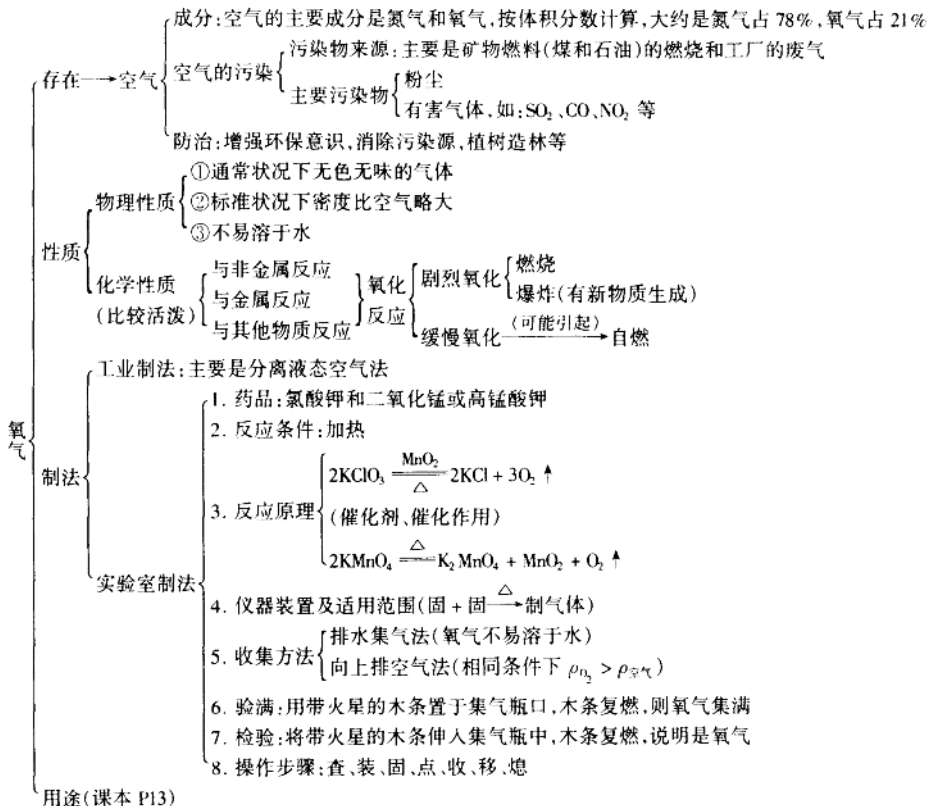 成分:空气的主要成分是氮气和氧气,按体积分数计算,大约是氮气占78%,氧气占21%
存在→空气
空气的污染
污染物来源:主要是矿物燃料(煤和石油)的燃烧和工厂的废气
主要污染物
粉尘
有害气体,如:SO₂、CO、NO₂ 等
防治:增强环保意识,消除污染源,植树造林等
性质
物理性质
①通常状况下无色无味的气体
②标准状况下密度比空气略大
③不易溶于水
化学性质
(比较活泼)
与非金属反应
与金属反应
与其他物质反应
氧化
反应
剧烈氧化
燃烧
爆炸(有新物质生成)
缓慢氧化 (可能引起)→ 自燃
氧气
制法
工业制法:主要是分离液态空气法
实验室制法
1. 药品:氯酸钾和二氧化锰或高锰酸钾
2. 反应条件:加热
3. 反应原理
2KClO₃ =MnO₂/△= 2KCl + 3O₂↑
(催化剂、催化作用)
2KMnO₄ =△= K₂MnO₄ + MnO₂ + O₂↑
4. 仪器装置及适用范围(固+固 △→ 制气体)
5. 收集方法
排水集气法(氧气不易溶于水)
向上排空气法(相同条件下 ρO₂ > ρ空气)
6. 验满:用带火星的木条置于集气瓶口,木条复燃,则氧气集满
7. 检验:将带火星的木条伸入集气瓶中,木条复燃,说明是氧气
8. 操作步骤:查、装、固、点、收、移、熄
用途(课本 P13)